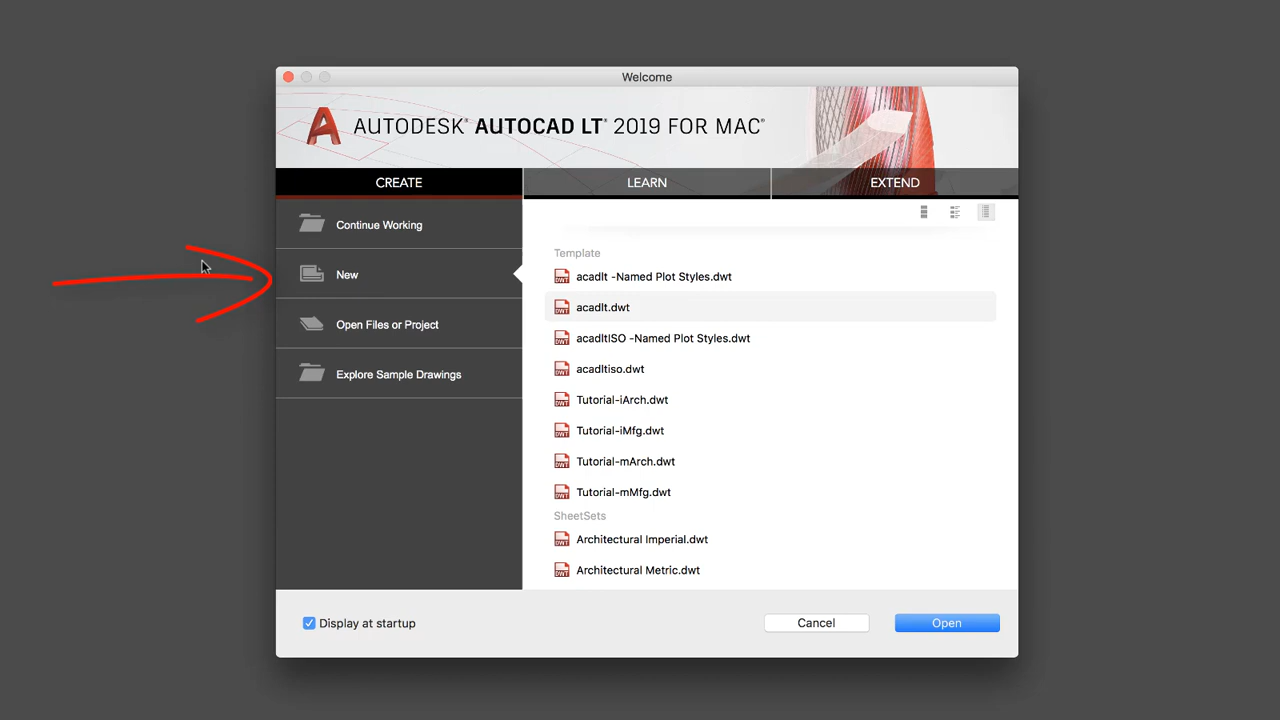 Welcome
AUTODESK® AUTOCAD LT® 2019 FOR MAC®
CREATE
LEARN
EXTEND
Continue Working
New
Open Files or Project
Explore Sample Drawings
Template
acadlt -Named Plot Styles.dwt
acadlt.dwt
acadltISO -Named Plot Styles.dwt
acadltiso.dwt
Tutorial-iArch.dwt
Tutorial-iMfg.dwt
Tutorial-mArch.dwt
Tutorial-mMfg.dwt
SheetSets
Architectural Imperial.dwt
Architectural Metric.dwt
Display at startup
Cancel
Open